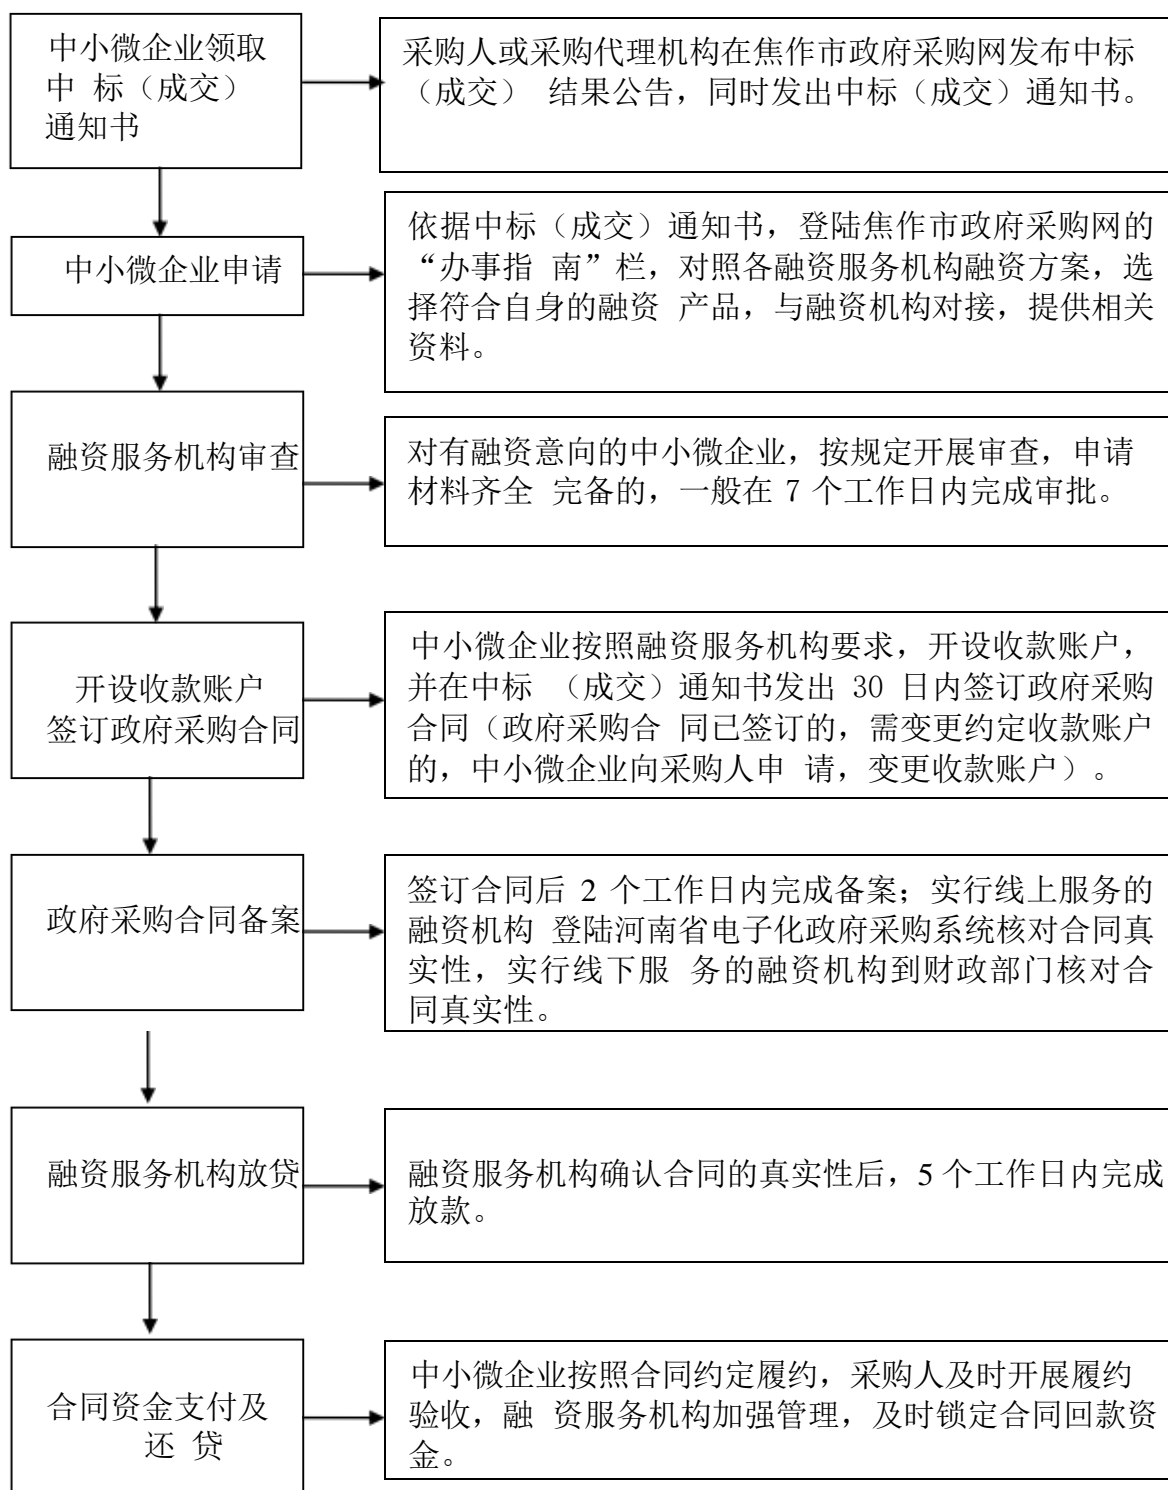 中小微企业领取
中 标（成交）
通知书
采购人或采购代理机构在焦作市政府采购网发布中标
（成交） 结果公告，同时发出中标（成交）通知书。
中小微企业申请
依据中标（成交）通知书，登陆焦作市政府采购网的
“办事指 南”栏，对照各融资服务机构融资方案，选
择符合自身的融资 产品，与融资机构对接，提供相关
资料。
融资服务机构审查
对有融资意向的中小微企业，按规定开展审查，申请
材料齐全 完备的，一般在 7 个工作日内完成审批。
开设收款账户
签订政府采购合同
中小微企业按照融资服务机构要求，开设收款账户，
并在中标 （成交）通知书发出 30 日内签订政府采购
合同（政府采购合 同已签订的，需变更约定收款账户
的，中小微企业向采购人申 请，变更收款账户）。
政府采购合同备案
签订合同后 2 个工作日内完成备案；实行线上服务的
融资机构 登陆河南省电子化政府采购系统核对合同真
实性，实行线下服 务的融资机构到财政部门核对合
同真实性。
融资服务机构放贷
融资服务机构确认合同的真实性后，5 个工作日内完成
放款。
合同资金支付及
还 贷
中小微企业按照合同约定履约，采购人及时开展履约
验收，融 资服务机构加强管理，及时锁定合同回款资
金。